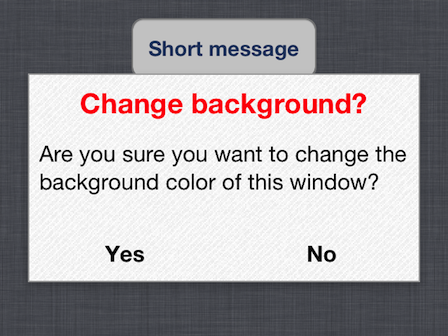 Short message
Change background?
Are you sure you want to change the
background color of this window?
Yes
No